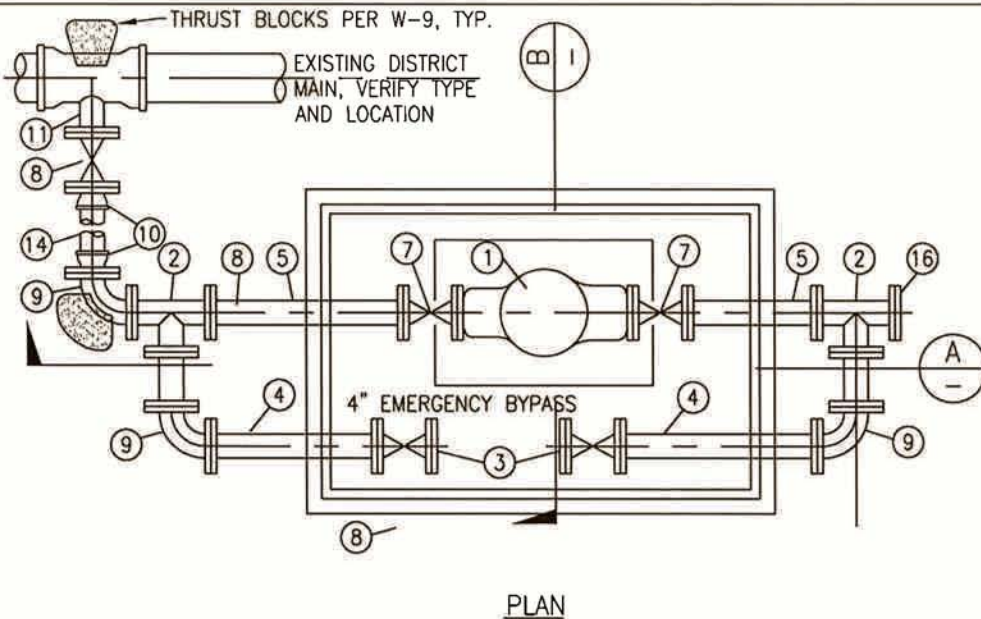 THRUST BLOCKS PER W-9, TYP.
EXISTING DISTRICT
MAIN, VERIFY TYPE
AND LOCATION
B
–
11
8
10
14
2
8
5
7
1
7
5
2
16
9
A
–
4" EMERGENCY BYPASS
4
4
9
3
9
8
PLAN